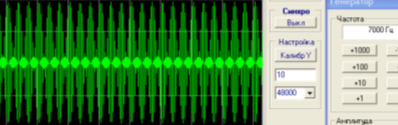 Синхро
Выкл
Настройка
Калибр Y
10
48000
Генератор
Частота
7000 Гц
+1000
+100
+10
+1
Амплитуда